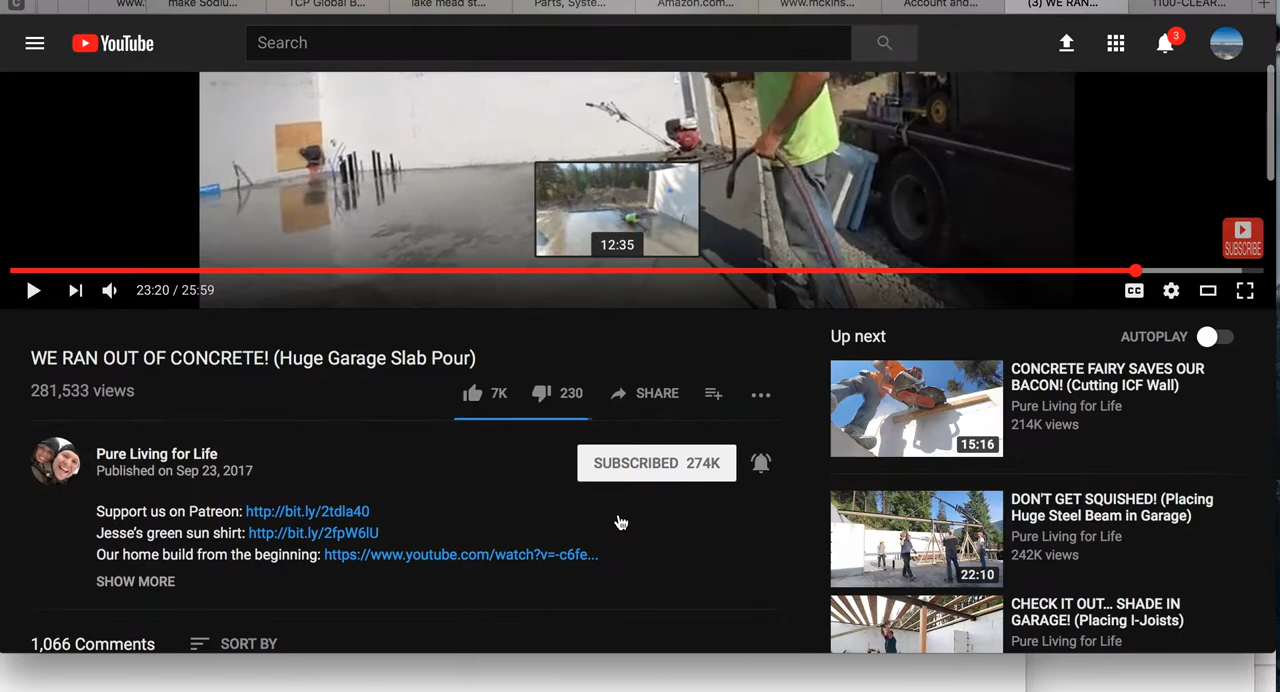 www.
make Sodiu...
TCP Global B...
lake mead st...
Parts, Syste...
Amazon.com...
www.mckins...
Account and...
(3) WE RAN...
1100-CLEAR...
YouTube
Search
3
12:35
SUBSCRIBE
23:20 / 25:59
CC
WE RAN OUT OF CONCRETE! (Huge Garage Slab Pour)
281,533 views
7K
230
SHARE
Pure Living for Life
Published on Sep 23, 2017
SUBSCRIBED 274K
Support us on Patreon: http://bit.ly/2tdla40
Jesse's green sun shirt: http://bit.ly/2fpW6lU
Our home build from the beginning: https://www.youtube.com/watch?v=-c6fe...
SHOW MORE
1,066 Comments
SORT BY
Up next
AUTOPLAY
CONCRETE FAIRY SAVES OUR
BACON! (Cutting ICF Wall)
Pure Living for Life
214K views
15:16
DON'T GET SQUISHED! (Placing
Huge Steel Beam in Garage)
Pure Living for Life
242K views
22:10
CHECK IT OUT... SHADE IN
GARAGE! (Placing I-Joists)
Pure Living for Life